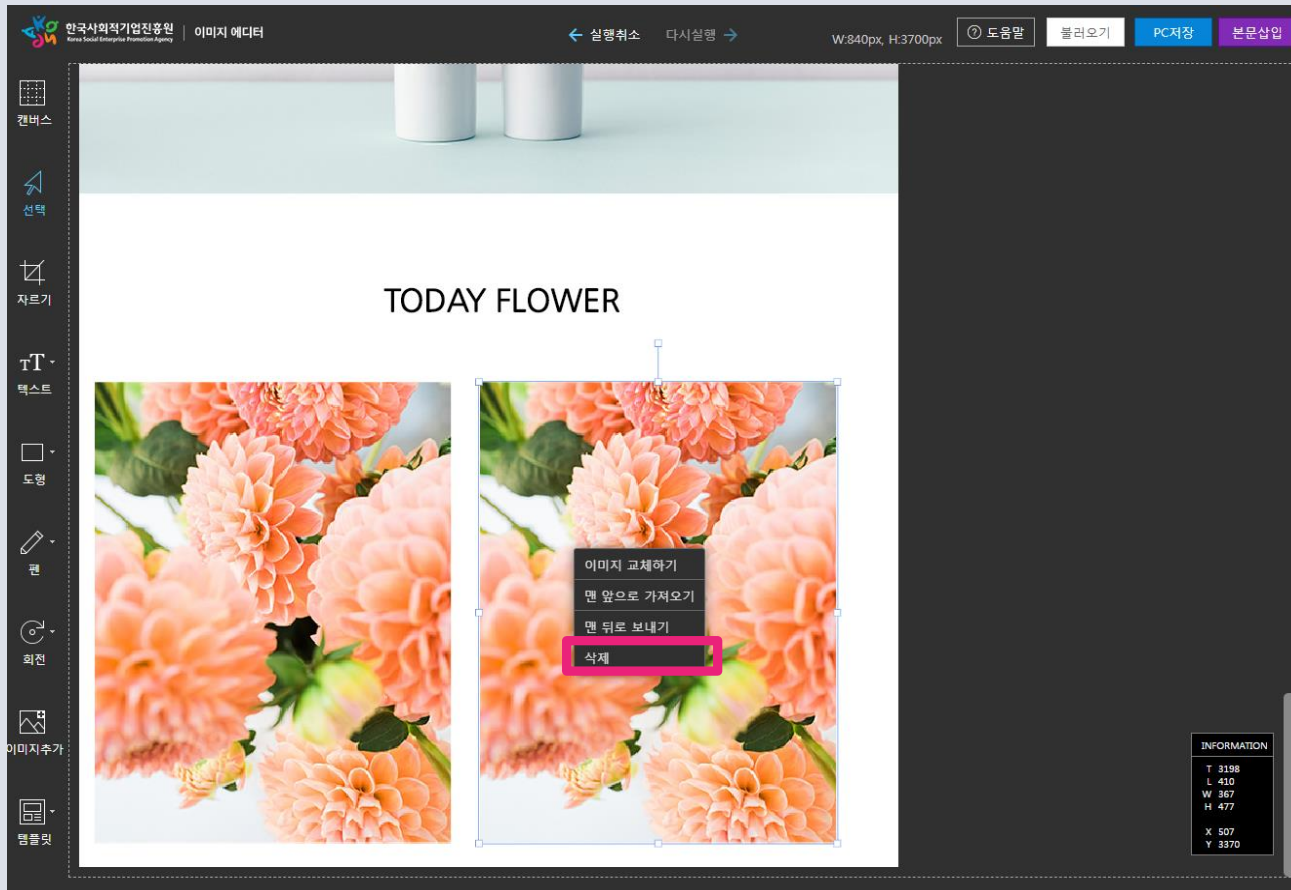 한국사회적기업진흥원
Korea Social Enterprise Promotion Agency
이미지 에디터
실행취소
다시실행
W:840px, H:3700px
도움말
불러오기
PC저장
본문삽입
캔버스
선택
자르기
TT
텍스트
도형
펜
회전
이미지추가
템플릿
TODAY FLOWER
이미지 교체하기
맨 앞으로 가져오기
맨 뒤로 보내기
삭제
INFORMATION
T 3198
L 410
W 367
H 477
X 507
Y 3370